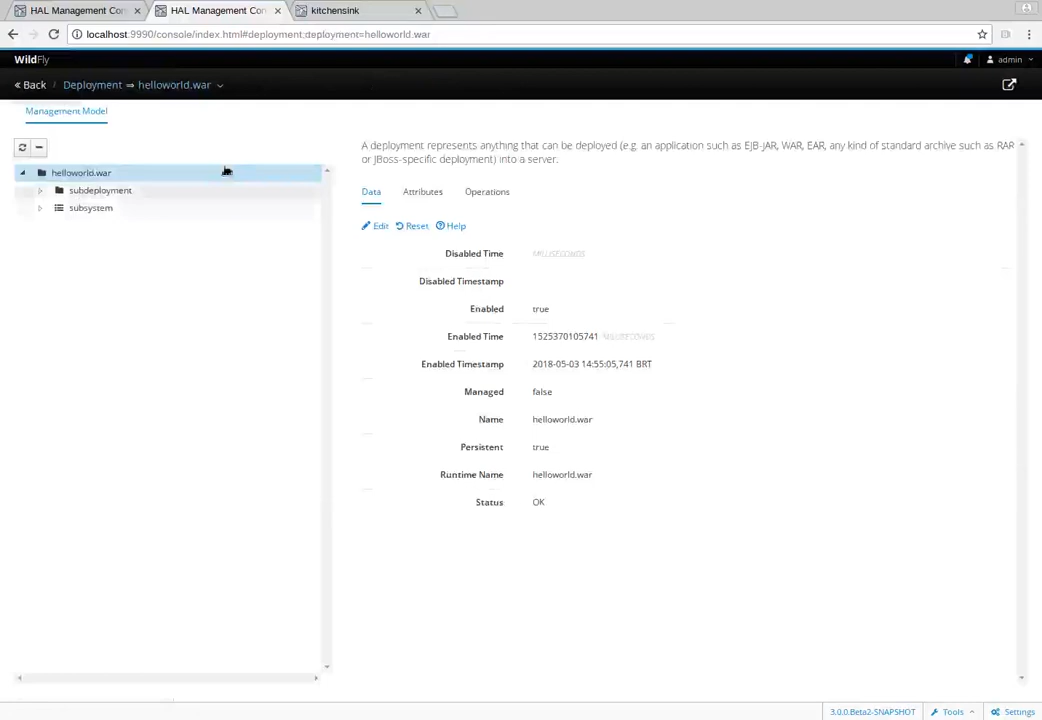 HAL Management Con
HAL Management Con
kitchensink
localhost:9990/console/index.html#deployment;deployment=helloworld.war
WildFly
admin
« Back / Deployment ⇒ helloworld.war
Management Model
A deployment represents anything that can be deployed (e.g. an application such as EJB-JAR, WAR, EAR, any kind of standard archive such as RAR
or JBoss-specific deployment) into a server.
helloworld.war
subdeployment
subsystem
Data Attributes Operations
Edit Reset Help
Disabled Time MILLISECONDS
Disabled Timestamp
Enabled true
Enabled Time 1525370105741 MILLISECONDS
Enabled Timestamp 2018-05-03 14:55:05,741 BRT
Managed false
Name helloworld.war
Persistent true
Runtime Name helloworld.war
Status OK
3.0.0.Beta2-SNAPSHOT Tools Settings